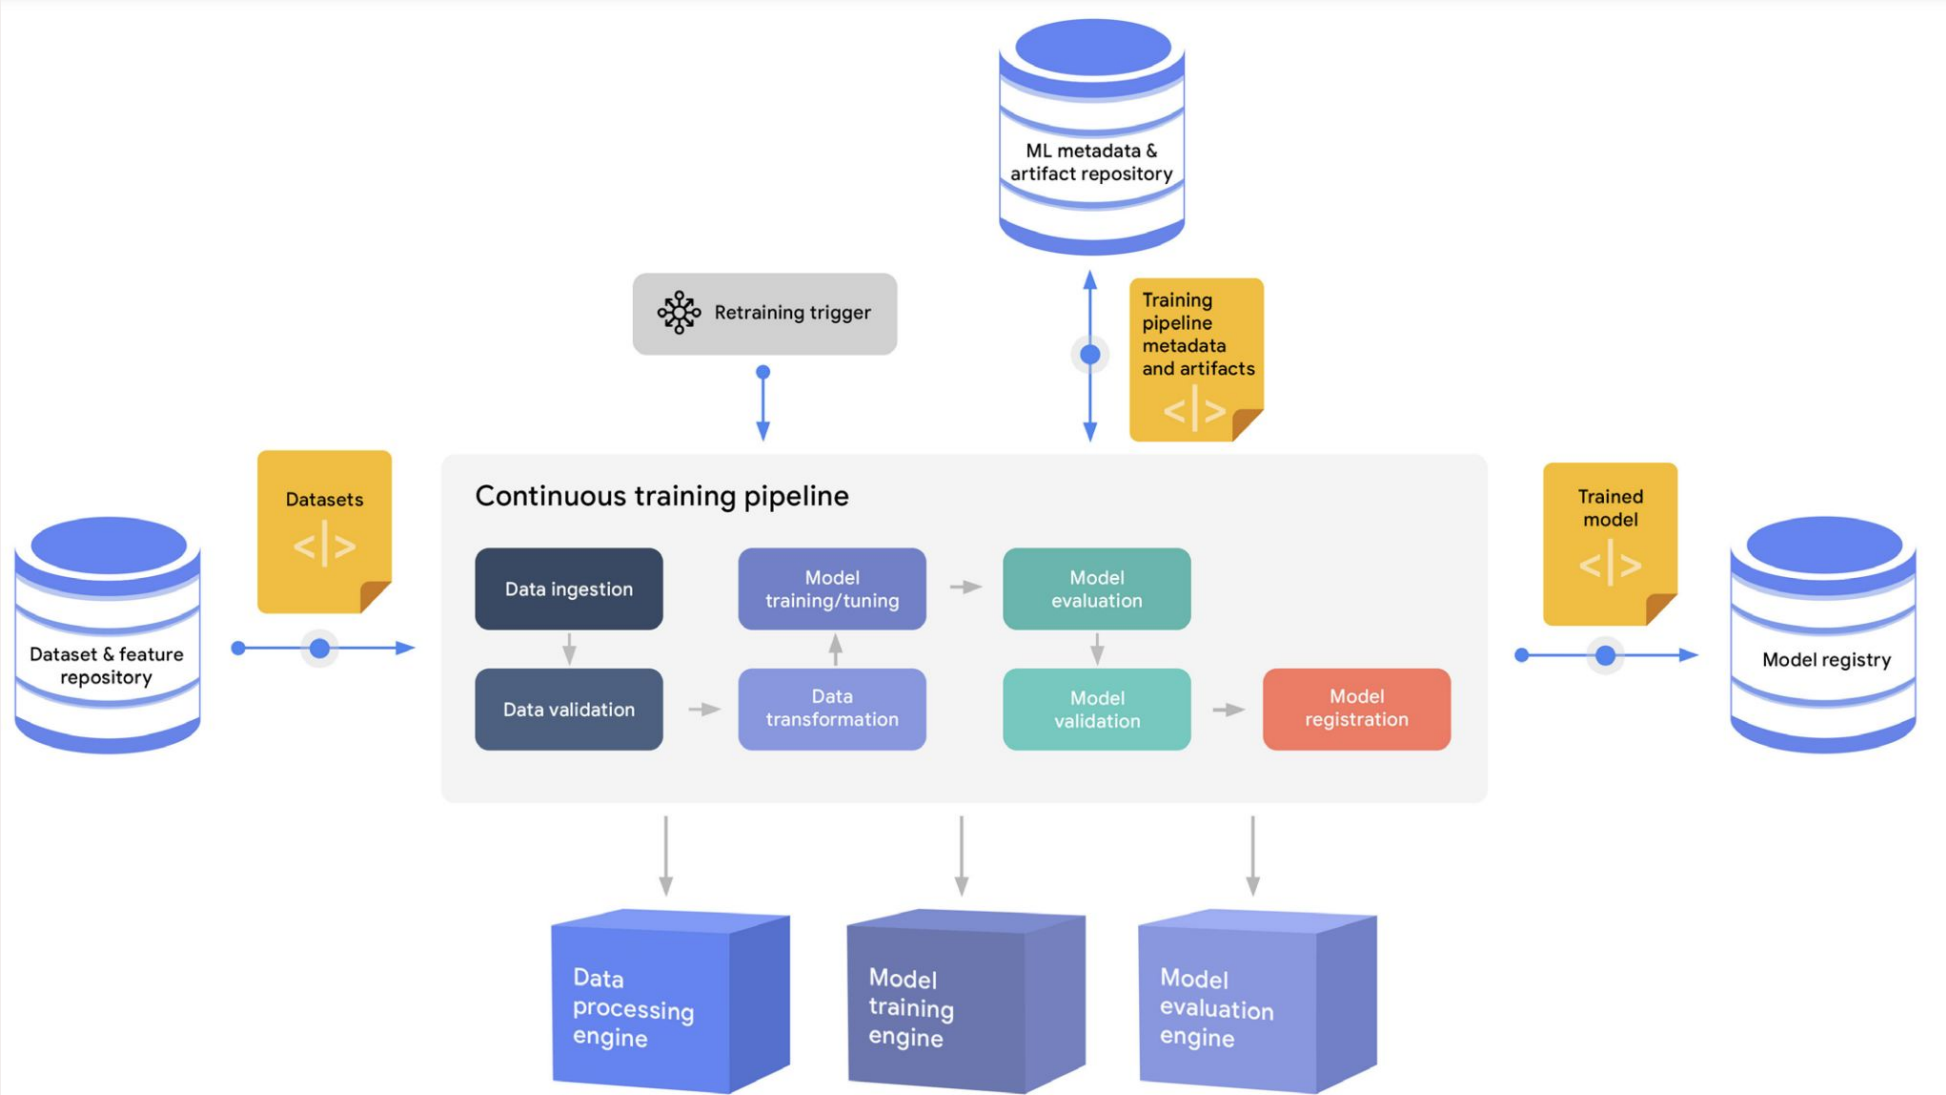 ML metadata &
artifact repository
Retraining trigger
Training
pipeline
metadata
and artifacts
<|>
Datasets
<|>
Dataset & feature
repository
Continuous training pipeline
Data ingestion
Model
training/tuning
Model
evaluation
Data validation
Data
transformation
Model
validation
Model
registration
Trained
model
<|>
Model registry
Data
processing
engine
Model
training
engine
Model
evaluation
engine